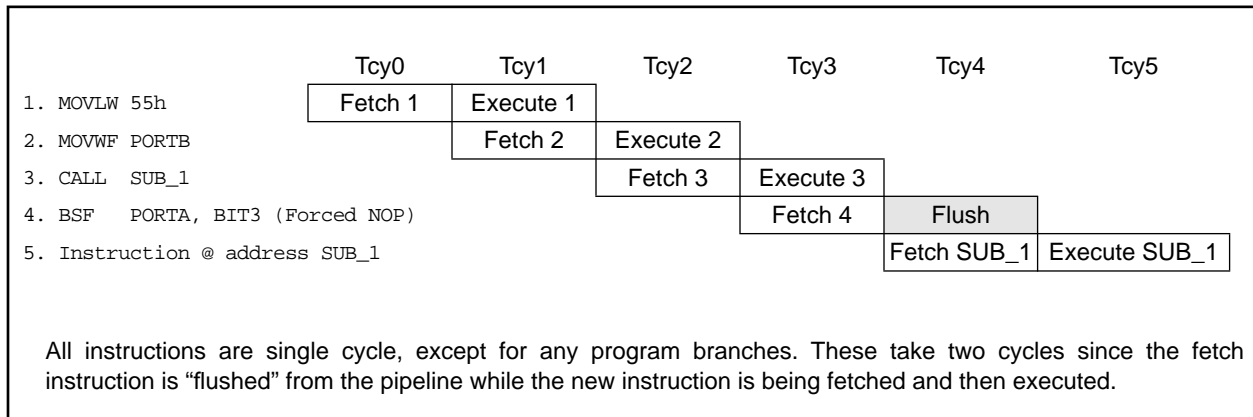 Tcy0 Tcy1 Tcy2 Tcy3 Tcy4 Tcy5
1. MOVLW 55h Fetch 1 Execute 1
2. MOVWF PORTB Fetch 2 Execute 2
3. CALL SUB_1 Fetch 3 Execute 3
4. BSF PORTA, BIT3 (Forced NOP) Fetch 4 Flush
5. Instruction @ address SUB_1 Fetch SUB_1 Execute SUB_1
All instructions are single cycle, except for any program branches. These take two cycles since the fetch
instruction is “flushed” from the pipeline while the new instruction is being fetched and then executed.